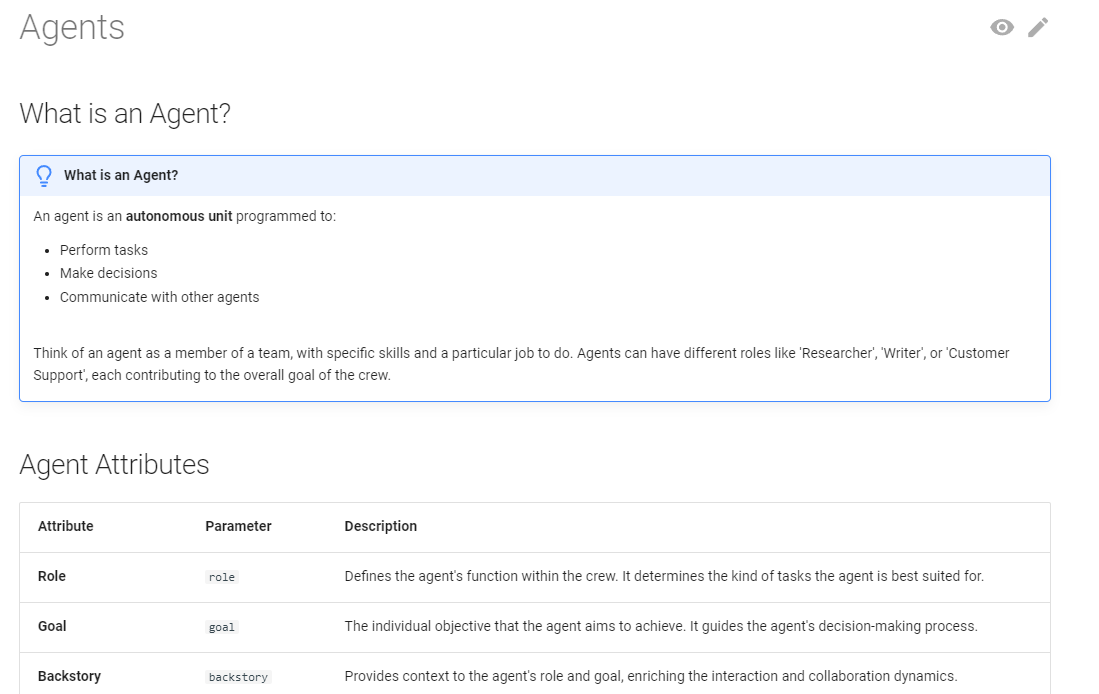 Agents
What is an Agent?
What is an Agent?
An agent is an autonomous unit programmed to:
Perform tasks
Make decisions
Communicate with other agents
Think of an agent as a member of a team, with specific skills and a particular job to do. Agents can have different roles like 'Researcher', 'Writer', or 'Customer
Support', each contributing to the overall goal of the crew.
Agent Attributes
Attribute Parameter Description
Role role Defines the agent's function within the crew. It determines the kind of tasks the agent is best suited for.
Goal goal The individual objective that the agent aims to achieve. It guides the agent's decision-making process.
Backstory backstory Provides context to the agent's role and goal, enriching the interaction and collaboration dynamics.